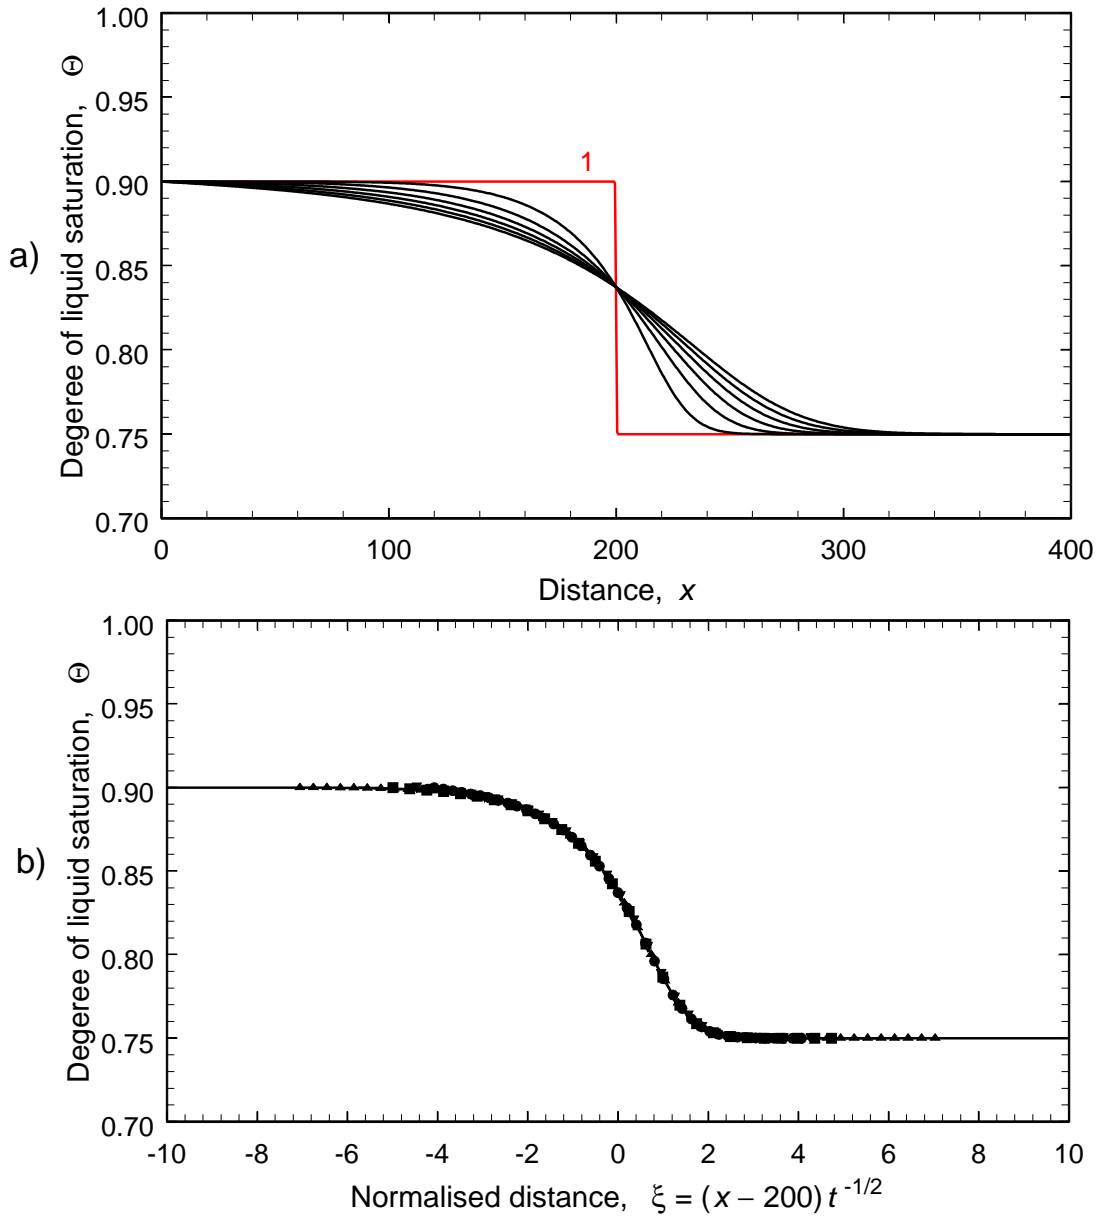 a)
Degeree of liquid saturation, Θ
1.00
0.95
0.90
0.85
0.80
0.75
0.70
1
0 100 200 300 400
Distance, x
b)
Degeree of liquid saturation, Θ
1.00
0.95
0.90
0.85
0.80
0.75
0.70
-10 -8 -6 -4 -2 0 2 4 6 8 10
Normalised distance, ξ = (x – 200) t -1/2